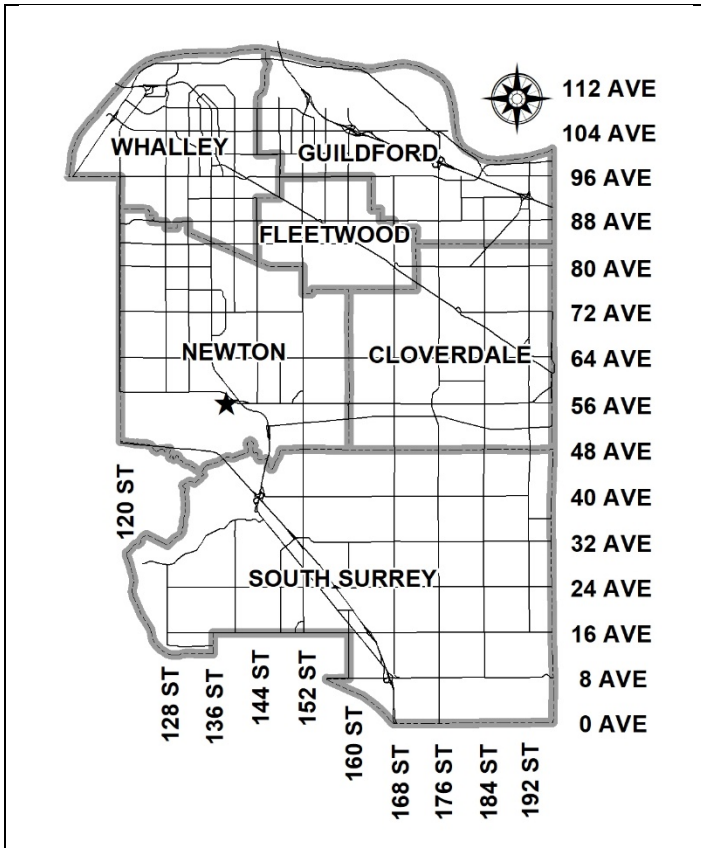 112 AVE
104 AVE
WHALLEY
GUILDFORD
96 AVE
88 AVE
FLEETWOOD
80 AVE
72 AVE
NEWTON
CLOVERDALE
64 AVE
56 AVE
48 AVE
120 ST
40 AVE
32 AVE
SOUTH SURREY
24 AVE
16 AVE
8 AVE
0 AVE
128 ST
136 ST
144 ST
152 ST
160 ST
168 ST
176 ST
184 ST
192 ST